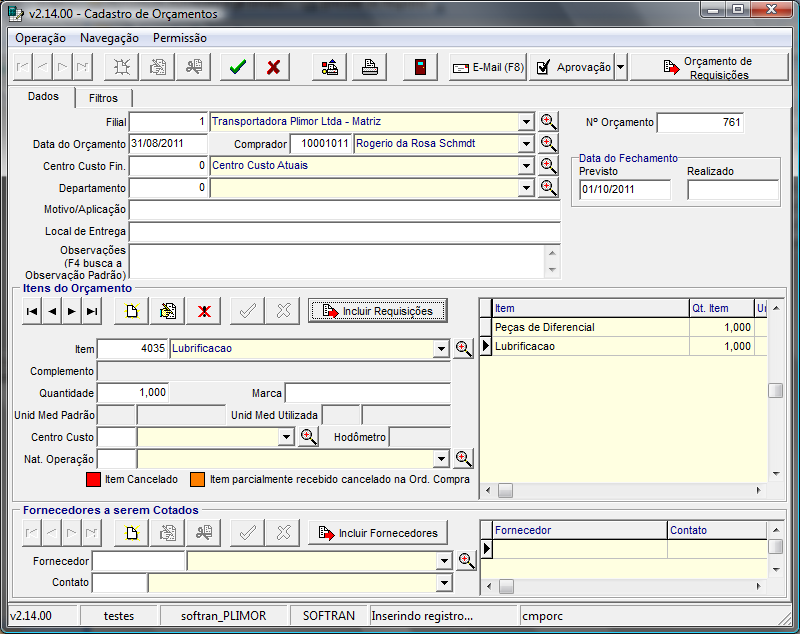 v2.14.00 - Cadastro de Orçamentos
Operação Navegação Permissão
E-Mail (F8) Aprovação Orçamento de Requisições
Dados Filtros
Filial 1 Transportadora Plimor Ltda - Matriz Nº Orçamento 761
Data do Orçamento 31/08/2011 Comprador 10001011 Rogerio da Rosa Schmdt
Centro Custo Fin. 0 Centro Custo Atuais
Data do Fechamento
Previsto Realizado
Departamento 0 01/10/2011
Motivo/Aplicação
Local de Entrega
Observações
(F4 busca a
Observação Padrão)
Itens do Orçamento
Incluir Requisições
Item Qt. Item
Peças de Diferencial 1,000
Lubrificacao 1,000
Item 4035 Lubrificacao
Complemento
Quantidade 1,000 Marca
Unid Med Padrão Unid Med Utilizada
Centro Custo Hodômetro
Nat. Operação
Item Cancelado Item parcialmente recebido cancelado na Ord. Compra
Fornecedores a serem Cotados
Incluir Fornecedores
Fornecedor Contato
Fornecedor
Contato
v2.14.00 testes softran_PLIMOR SOFTRAN Inserindo registro... cmporc